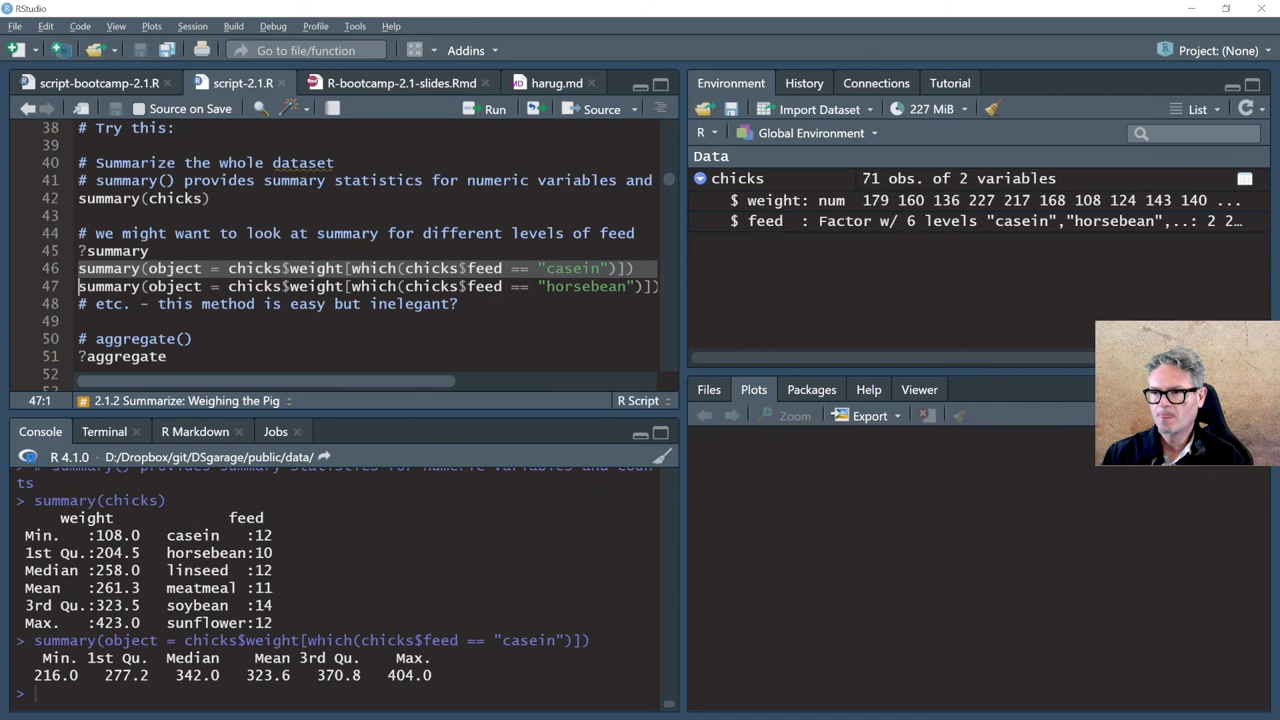 RStudio
File Edit Code View Plots Session Build Debug Profile Tools Help
Go to file/function Addins Project: (None)
script-bootcamp-2.1.R script-2.1.R R-bootcamp-2.1-slides.Rmd harug.md
Source on Save Run Source
38 # Try this:
39
40 # Summarize the whole dataset
41 # summary() provides summary statistics for numeric variables and
42 summary(chicks)
43
44 # we might want to look at summary for different levels of feed
45 ?summary
46 summary(object = chicks$weight[which(chicks$feed == "casein")])
47 summary(object = chicks$weight[which(chicks$feed == "horsebean")])
48 # etc. - this method is easy but inelegant?
49
50 # aggregate()
51 ?aggregate
52
47:1 # 2.1.2 Summarize: Weighing the Pig R Script
Console Terminal R Markdown Jobs
R 4.1.0 · D:/Dropbox/git/DSgarage/public/data/
# summary() provides summary statistics for numeric variables and coun
ts
> summary(chicks)
weight feed
Min. :108.0 casein :12
1st Qu.:204.5 horsebean:10
Median :258.0 linseed :12
Mean :261.3 meatmeal :11
3rd Qu.:323.5 soybean :14
Max. :423.0 sunflower:12
> summary(object = chicks$weight[which(chicks$feed == "casein")])
Min. 1st Qu. Median Mean 3rd Qu. Max.
216.0 277.2 342.0 323.6 370.8 404.0
>
Environment History Connections Tutorial
Import Dataset 227 MiB List
R Global Environment
Data
chicks 71 obs. of 2 variables
$ weight: num 179 160 136 227 217 168 108 124 143 140 ...
$ feed : Factor w/ 6 levels "casein","horsebean",..: 2 2…
Files Plots Packages Help Viewer
Zoom Export